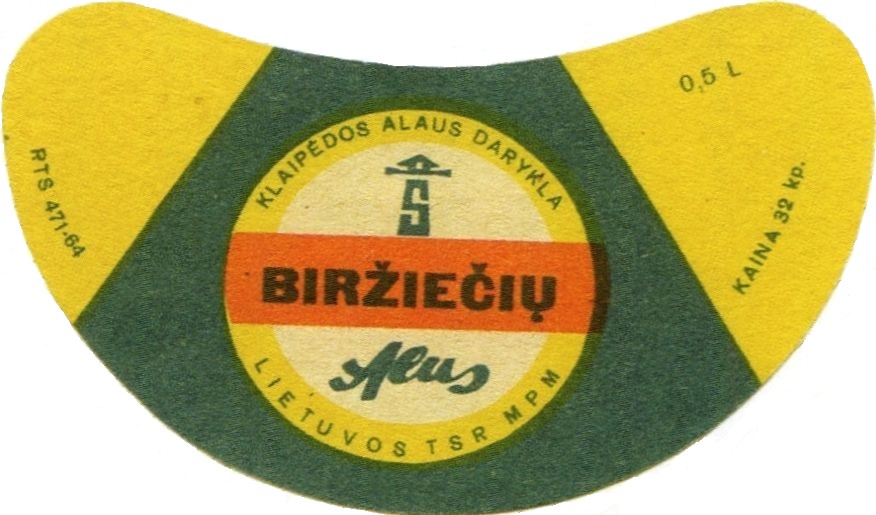 KLAIPĖDOS ALAUS DARYKLA
BIRŽIEČIŲ
Alus
LIETUVOS TSR MPM
RTS 471-64
0,5 L
KAINA 32 kp.